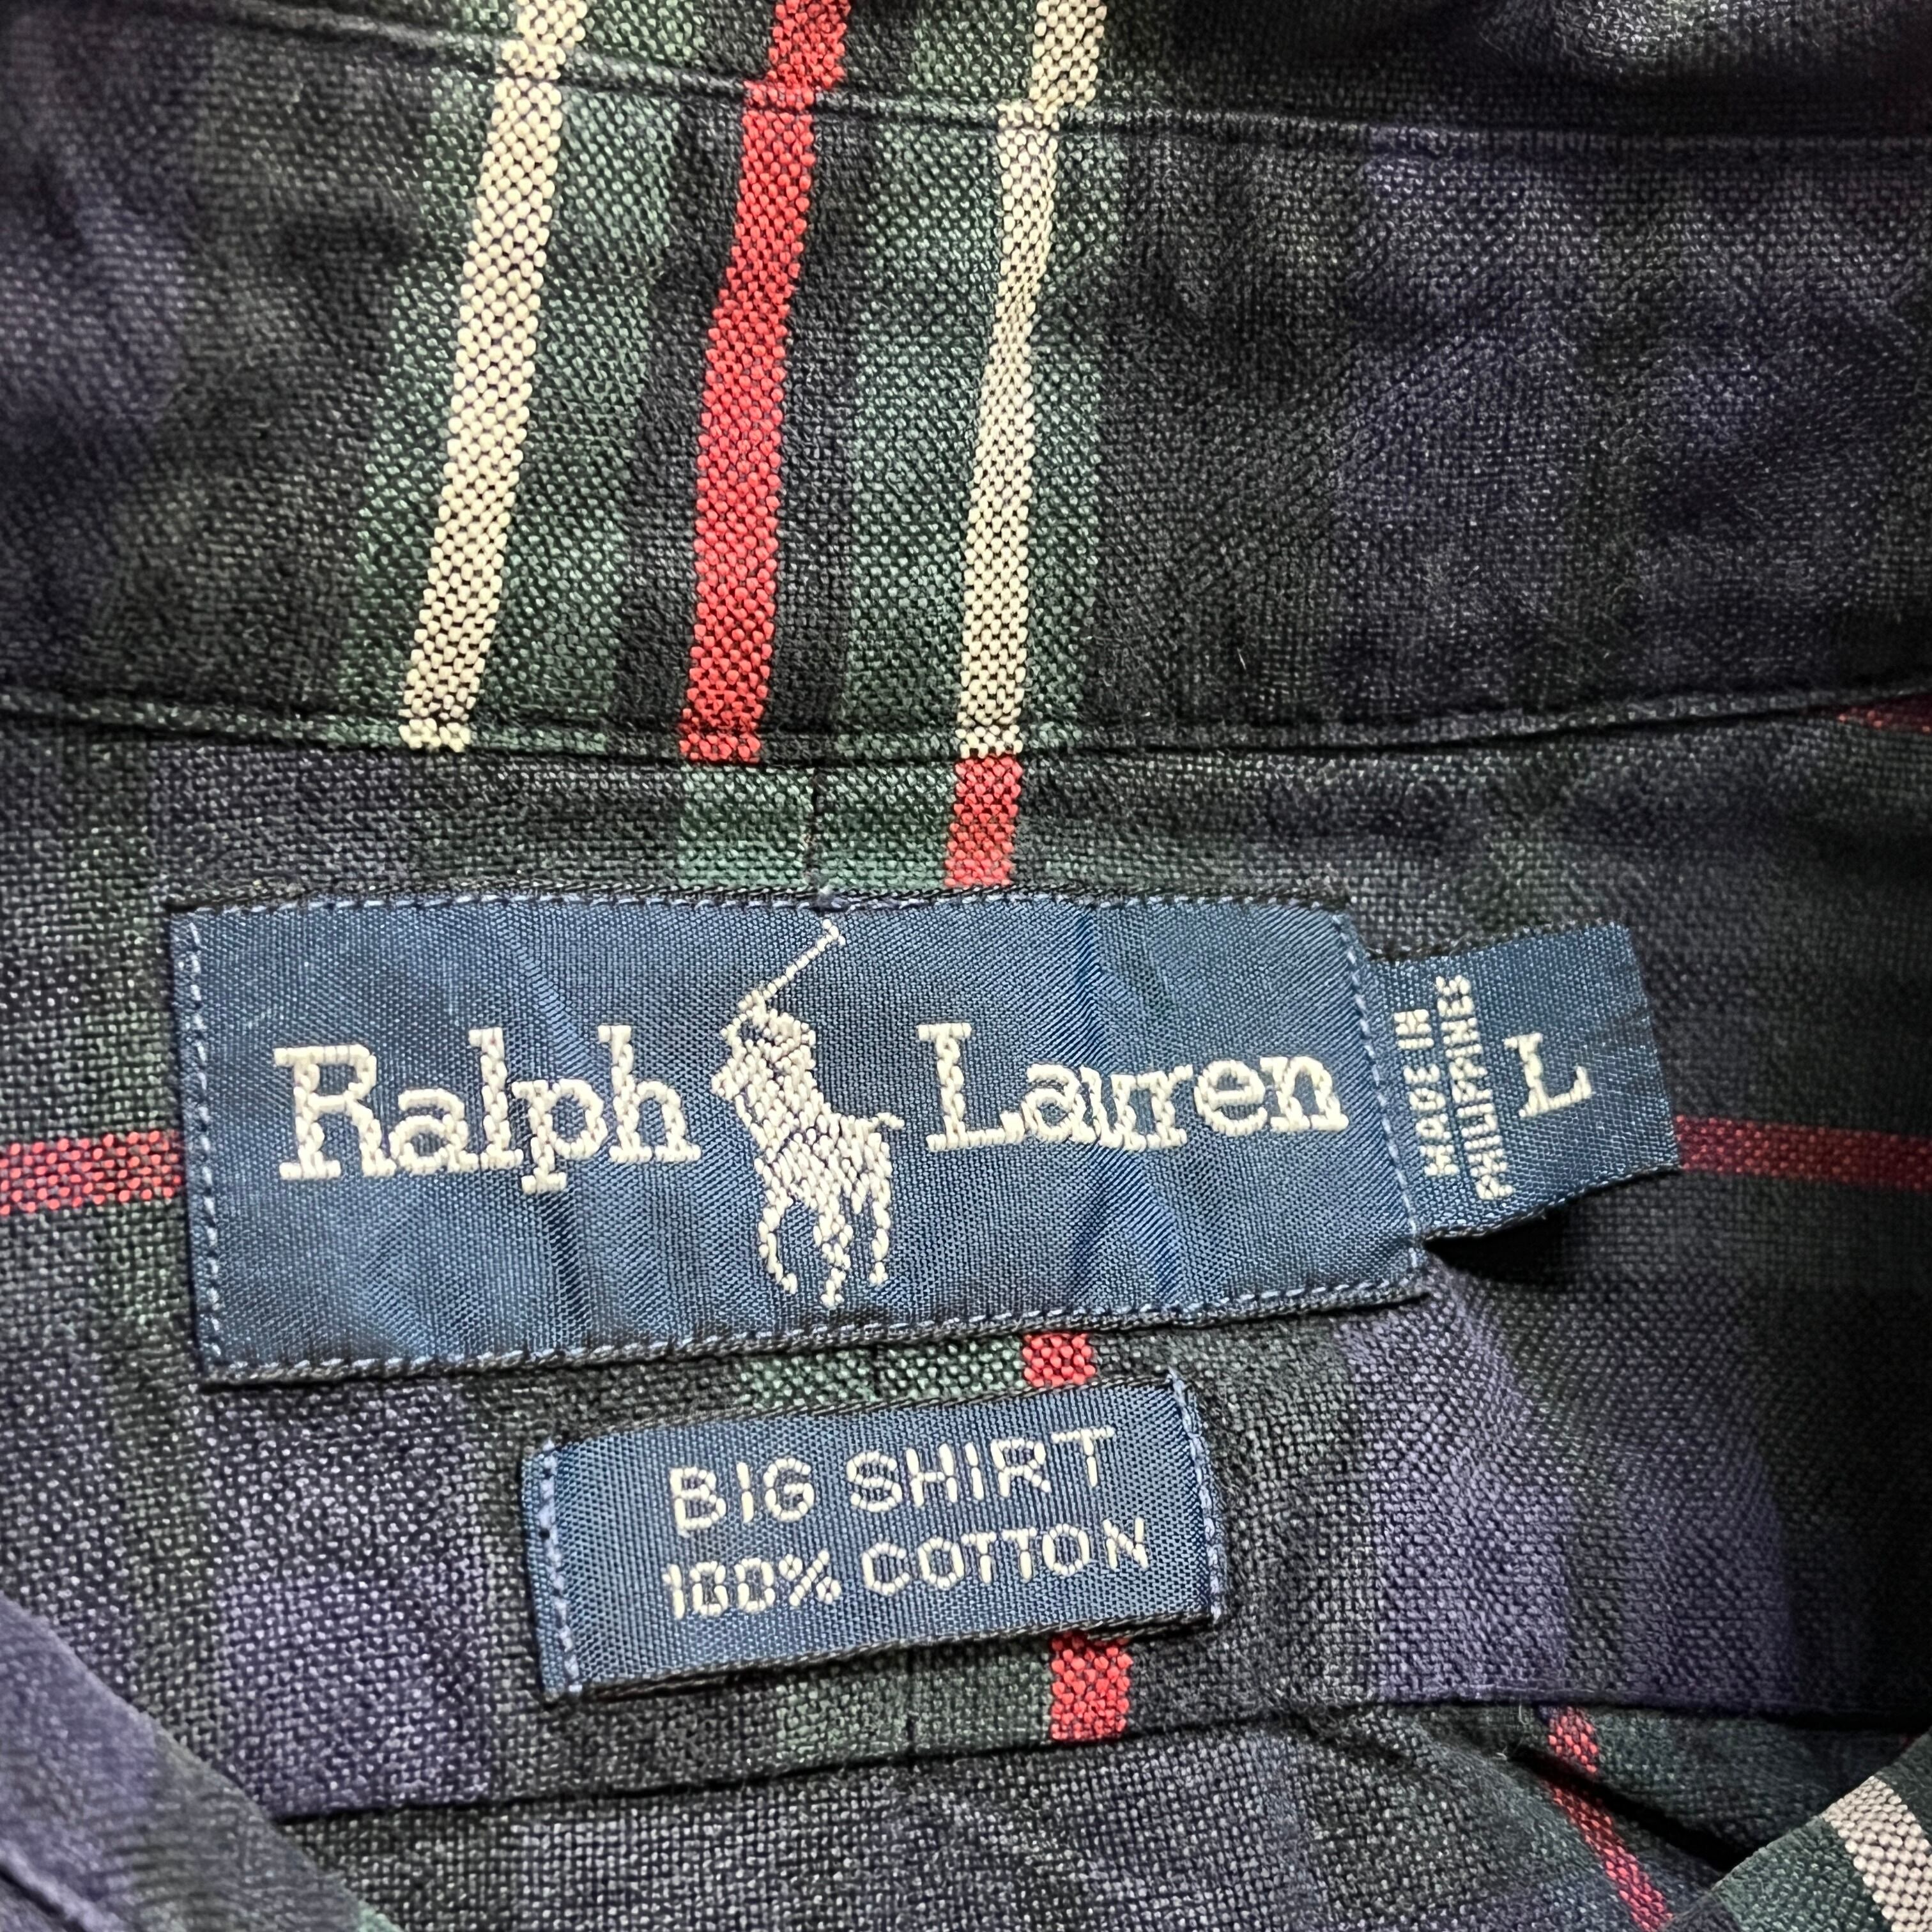 Ralph Lauren
MADE IN
PHILIPPINES
L
BIG SHIRT
100% COTTON